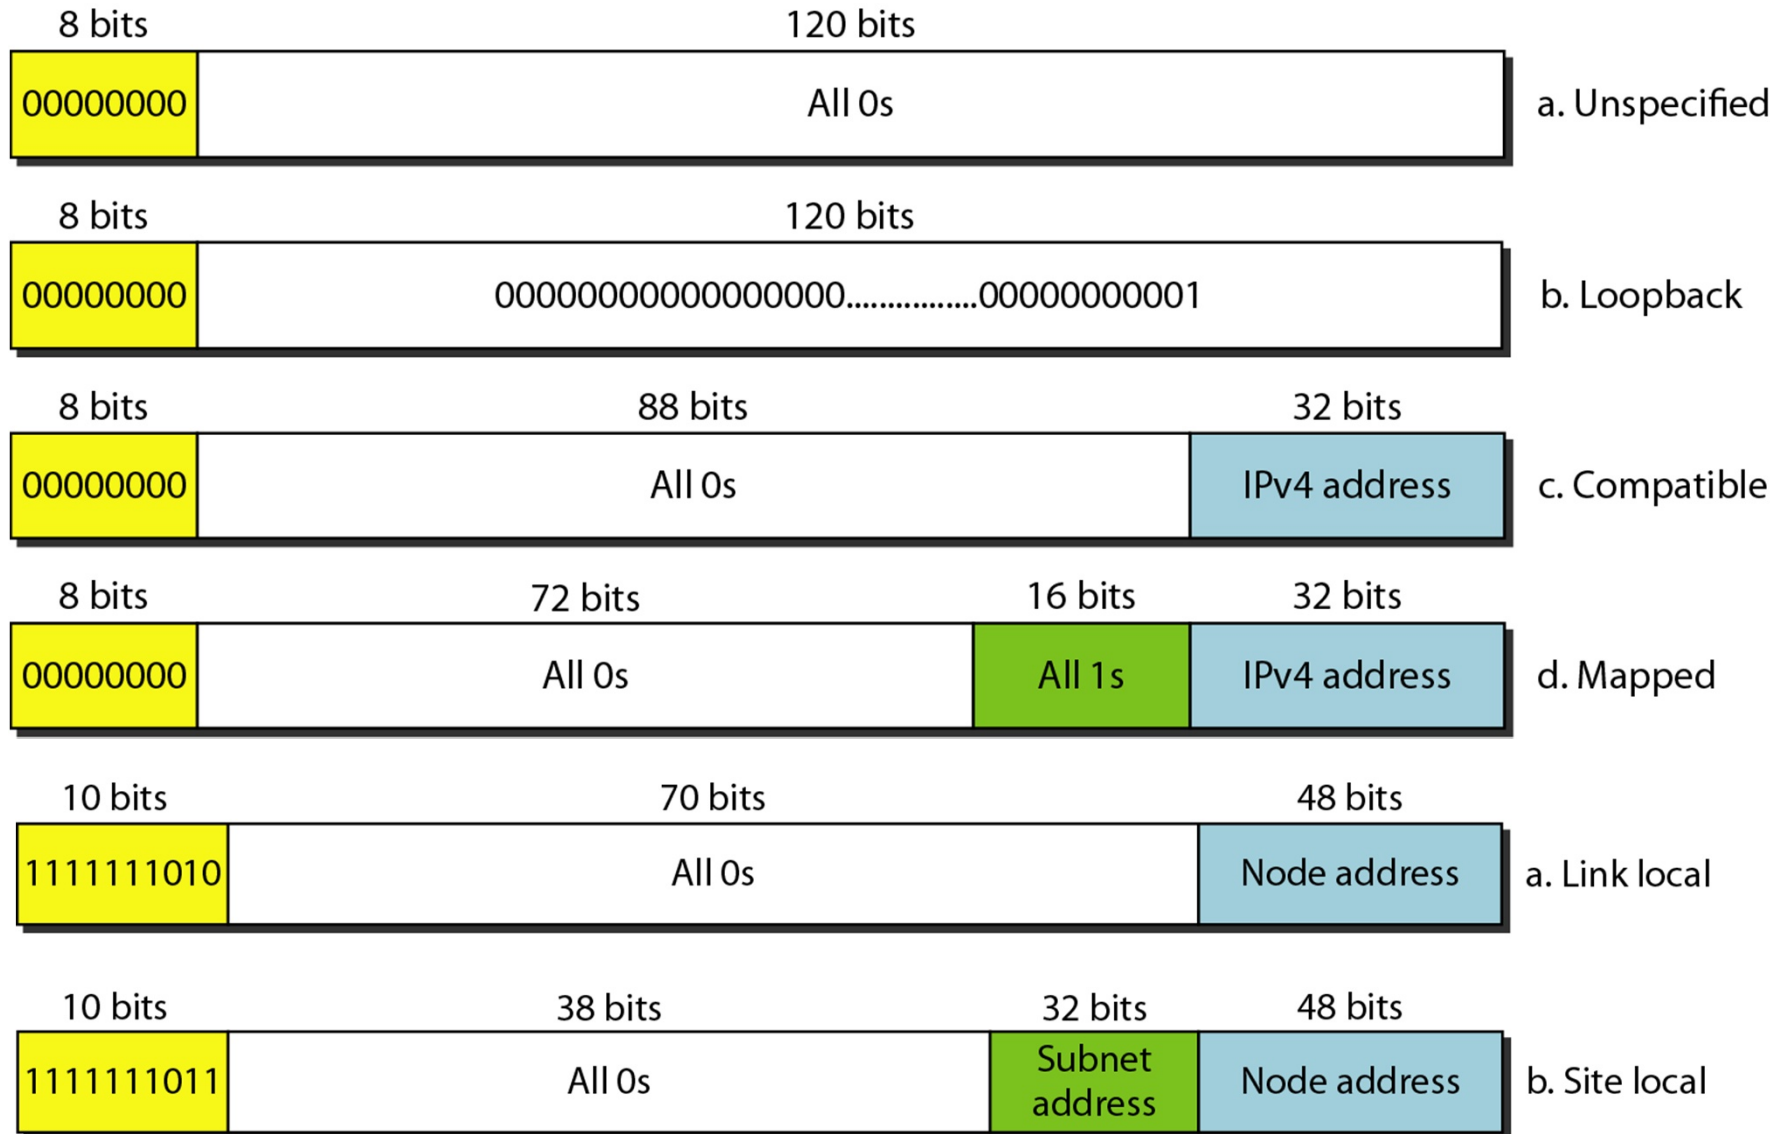 8 bits 120 bits
00000000 All 0s a. Unspecified
8 bits 120 bits
00000000 00000000000000000................00000000001 b. Loopback
8 bits 88 bits 32 bits
00000000 All 0s IPv4 address c. Compatible
8 bits 72 bits 16 bits 32 bits
00000000 All 0s All 1s IPv4 address d. Mapped
10 bits 70 bits 48 bits
1111111010 All 0s Node address a. Link local
10 bits 38 bits 32 bits 48 bits
1111111011 All 0s Subnet address Node address b. Site local